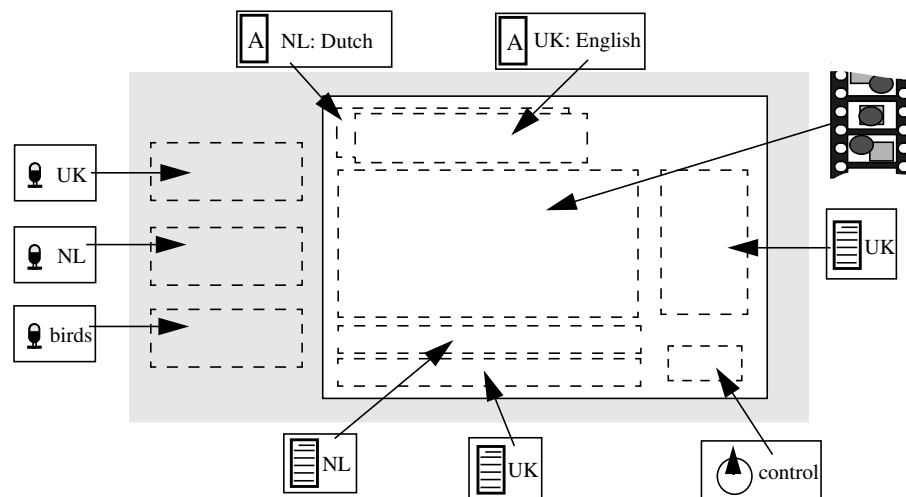 A NL: Dutch
A UK: English
UK
NL
UK
birds
NL
UK
control